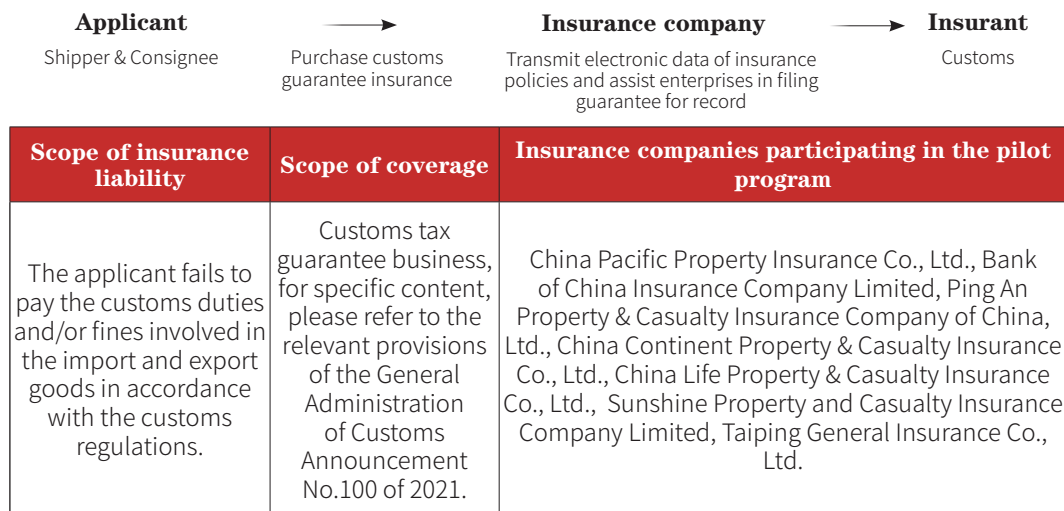 Applicant
Shipper & Consignee
Purchase customs
guarantee insurance
Insurance company
Transmit electronic data of insurance
policies and assist enterprises in filing
guarantee for record
Insurant
Customs
Scope of insurance
liability
Scope of coverage
Insurance companies participating in the pilot
program
The applicant fails to
pay the customs duties
and/or fines involved in
the import and export
goods in accordance
with the customs
regulations.
Customs tax
guarantee business,
for specific content,
please refer to the
relevant provisions
of the General
Administration
of Customs
Announcement
No.100 of 2021.
China Pacific Property Insurance Co., Ltd., Bank
of China Insurance Company Limited, Ping An
Property & Casualty Insurance Company of China,
Ltd., China Continent Property & Casualty Insurance
Co., Ltd., China Life Property & Casualty Insurance
Co., Ltd., Sunshine Property and Casualty Insurance
Company Limited, Taiping General Insurance Co.,
Ltd.